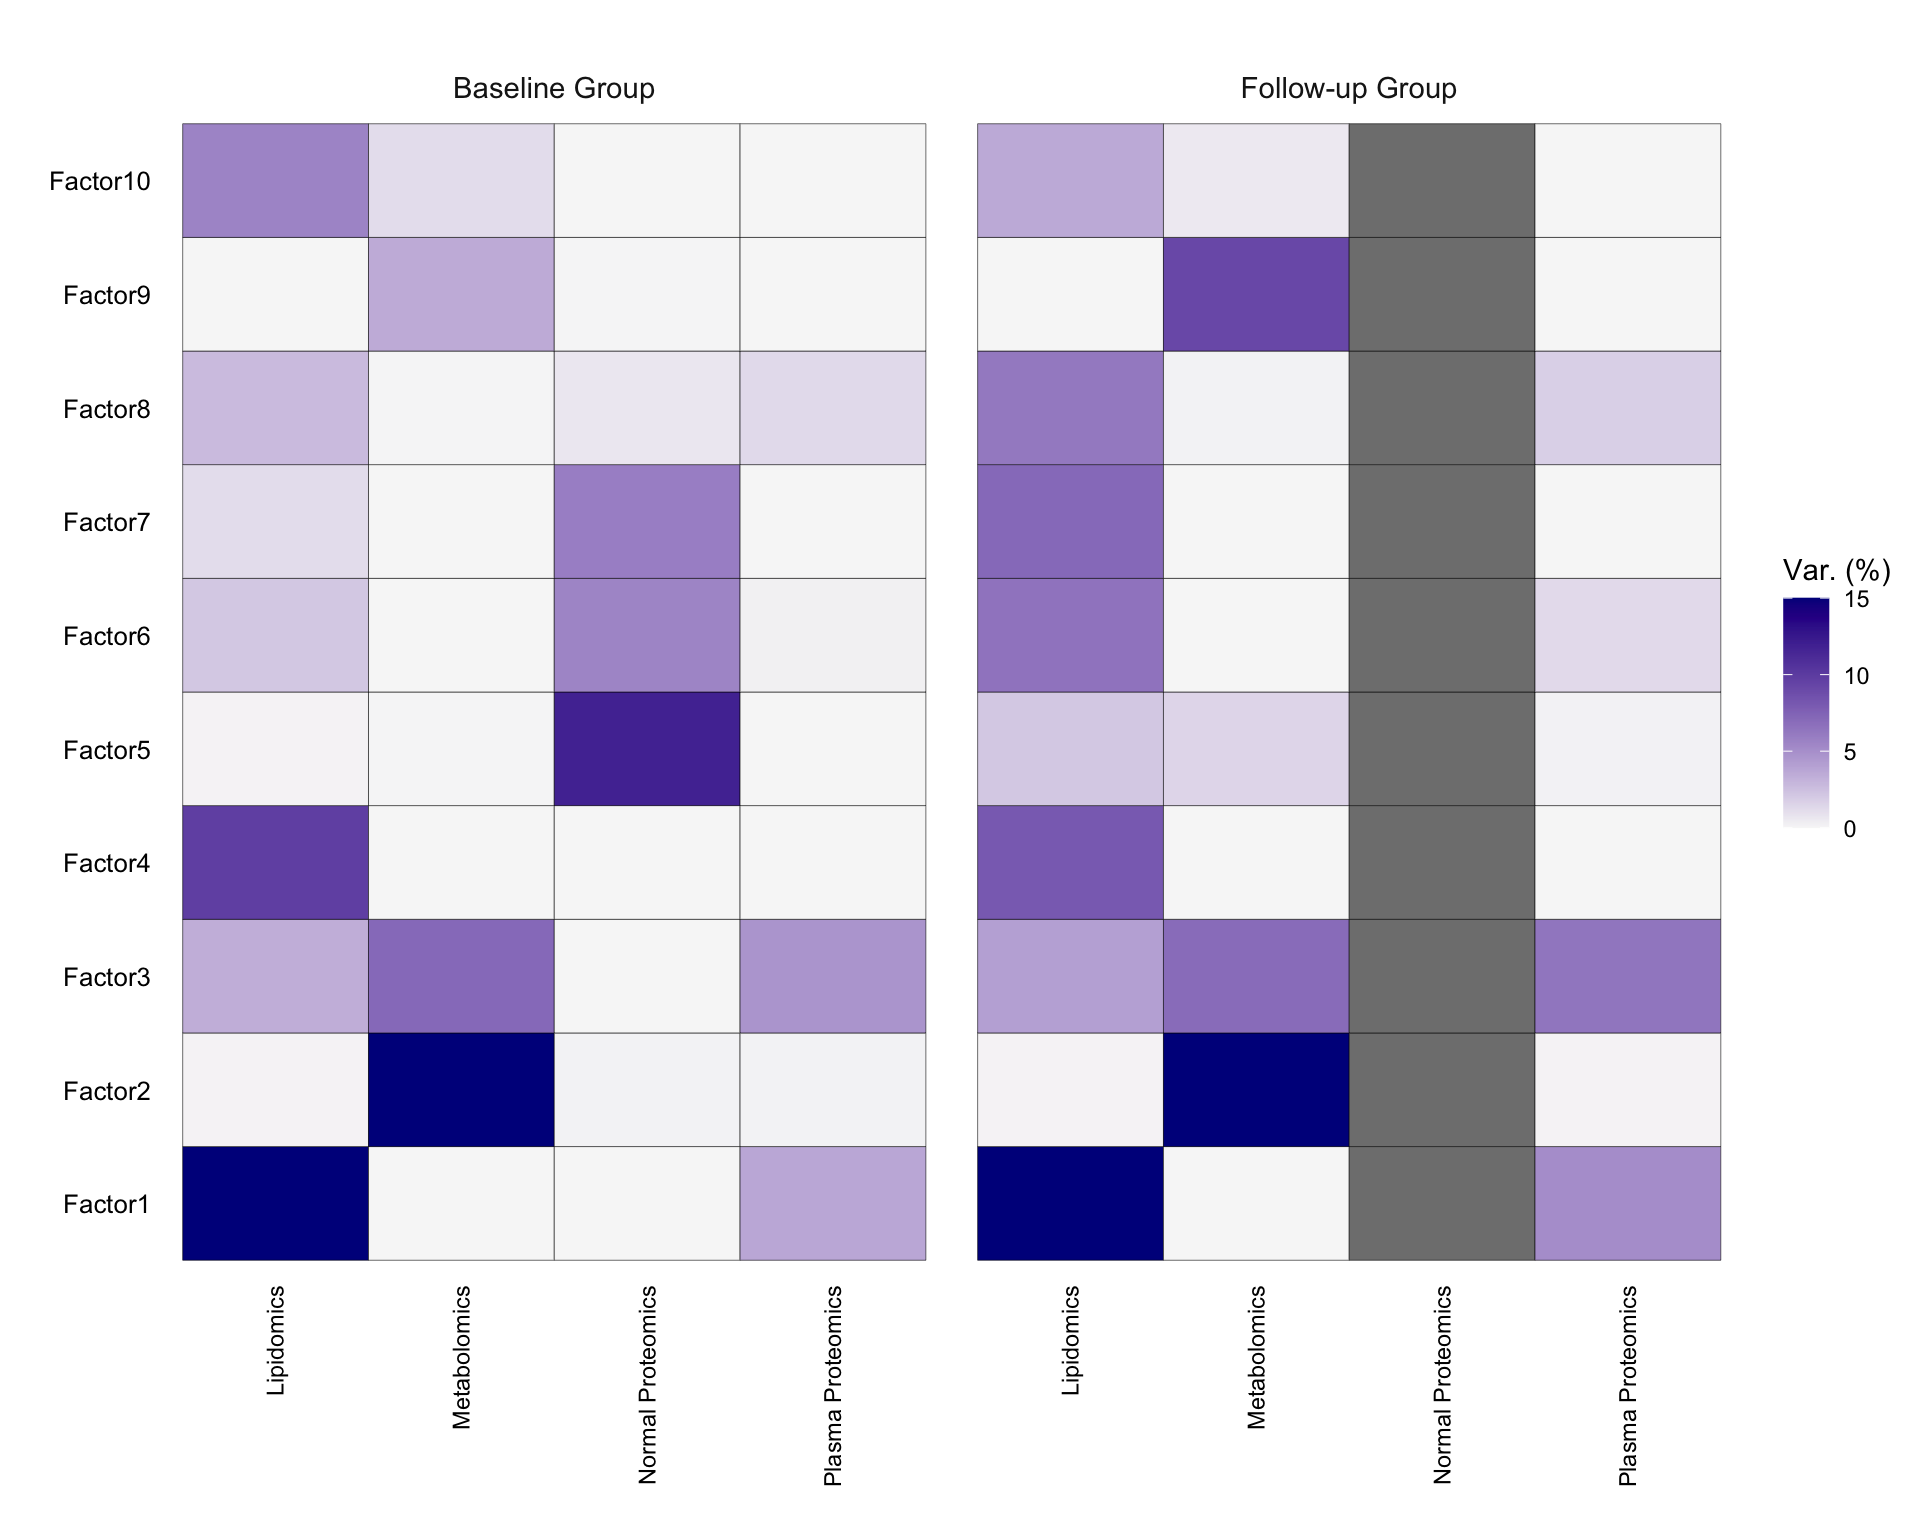 Baseline Group
Follow-up Group
Factor10
Factor9
Factor8
Factor7
Factor6
Factor5
Factor4
Factor3
Factor2
Factor1
Lipidomics
Metabolomics
Normal Proteomics
Plasma Proteomics
Lipidomics
Metabolomics
Normal Proteomics
Plasma Proteomics
Var. (%)
15
10
5
0